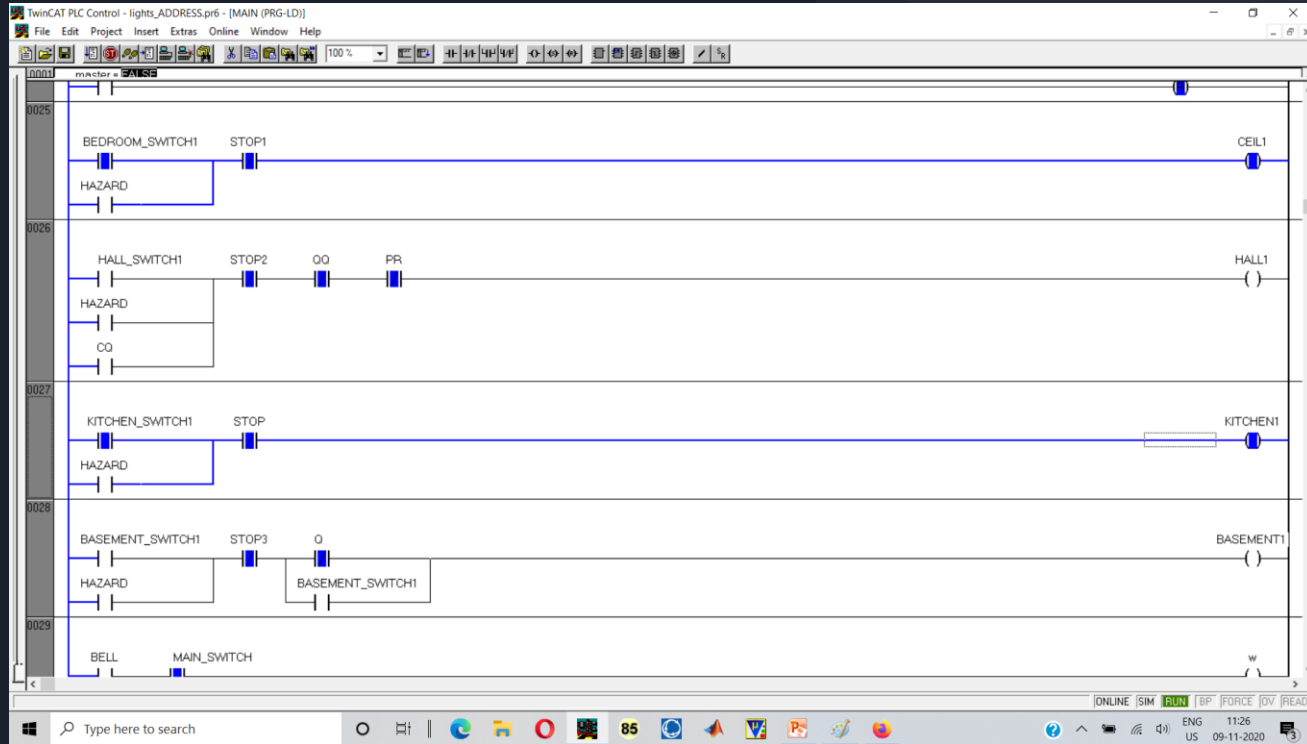 TwinCAT PLC Control - lights_ADDRESS.pr6 - [MAIN (PRG-LD)]
File Edit Project Insert Extras Online Window Help
100 %
0001 master = FALSE
0025
BEDROOM_SWITCH1 STOP1 CEIL1
HAZARD
0026
HALL_SWITCH1 STOP2 QQ PR HALL1
HAZARD
CQ
0027
KITCHEN_SWITCH1 STOP KITCHEN1
HAZARD
0028
BASEMENT_SWITCH1 STOP3 Q BASEMENT1
HAZARD BASEMENT_SWITCH1
0029
BELL MAIN_SWITCH w
ONLINE SIM RUN BP FORCE OV READ
Type here to search 85 ENG 11:26
US 09-11-2020 3